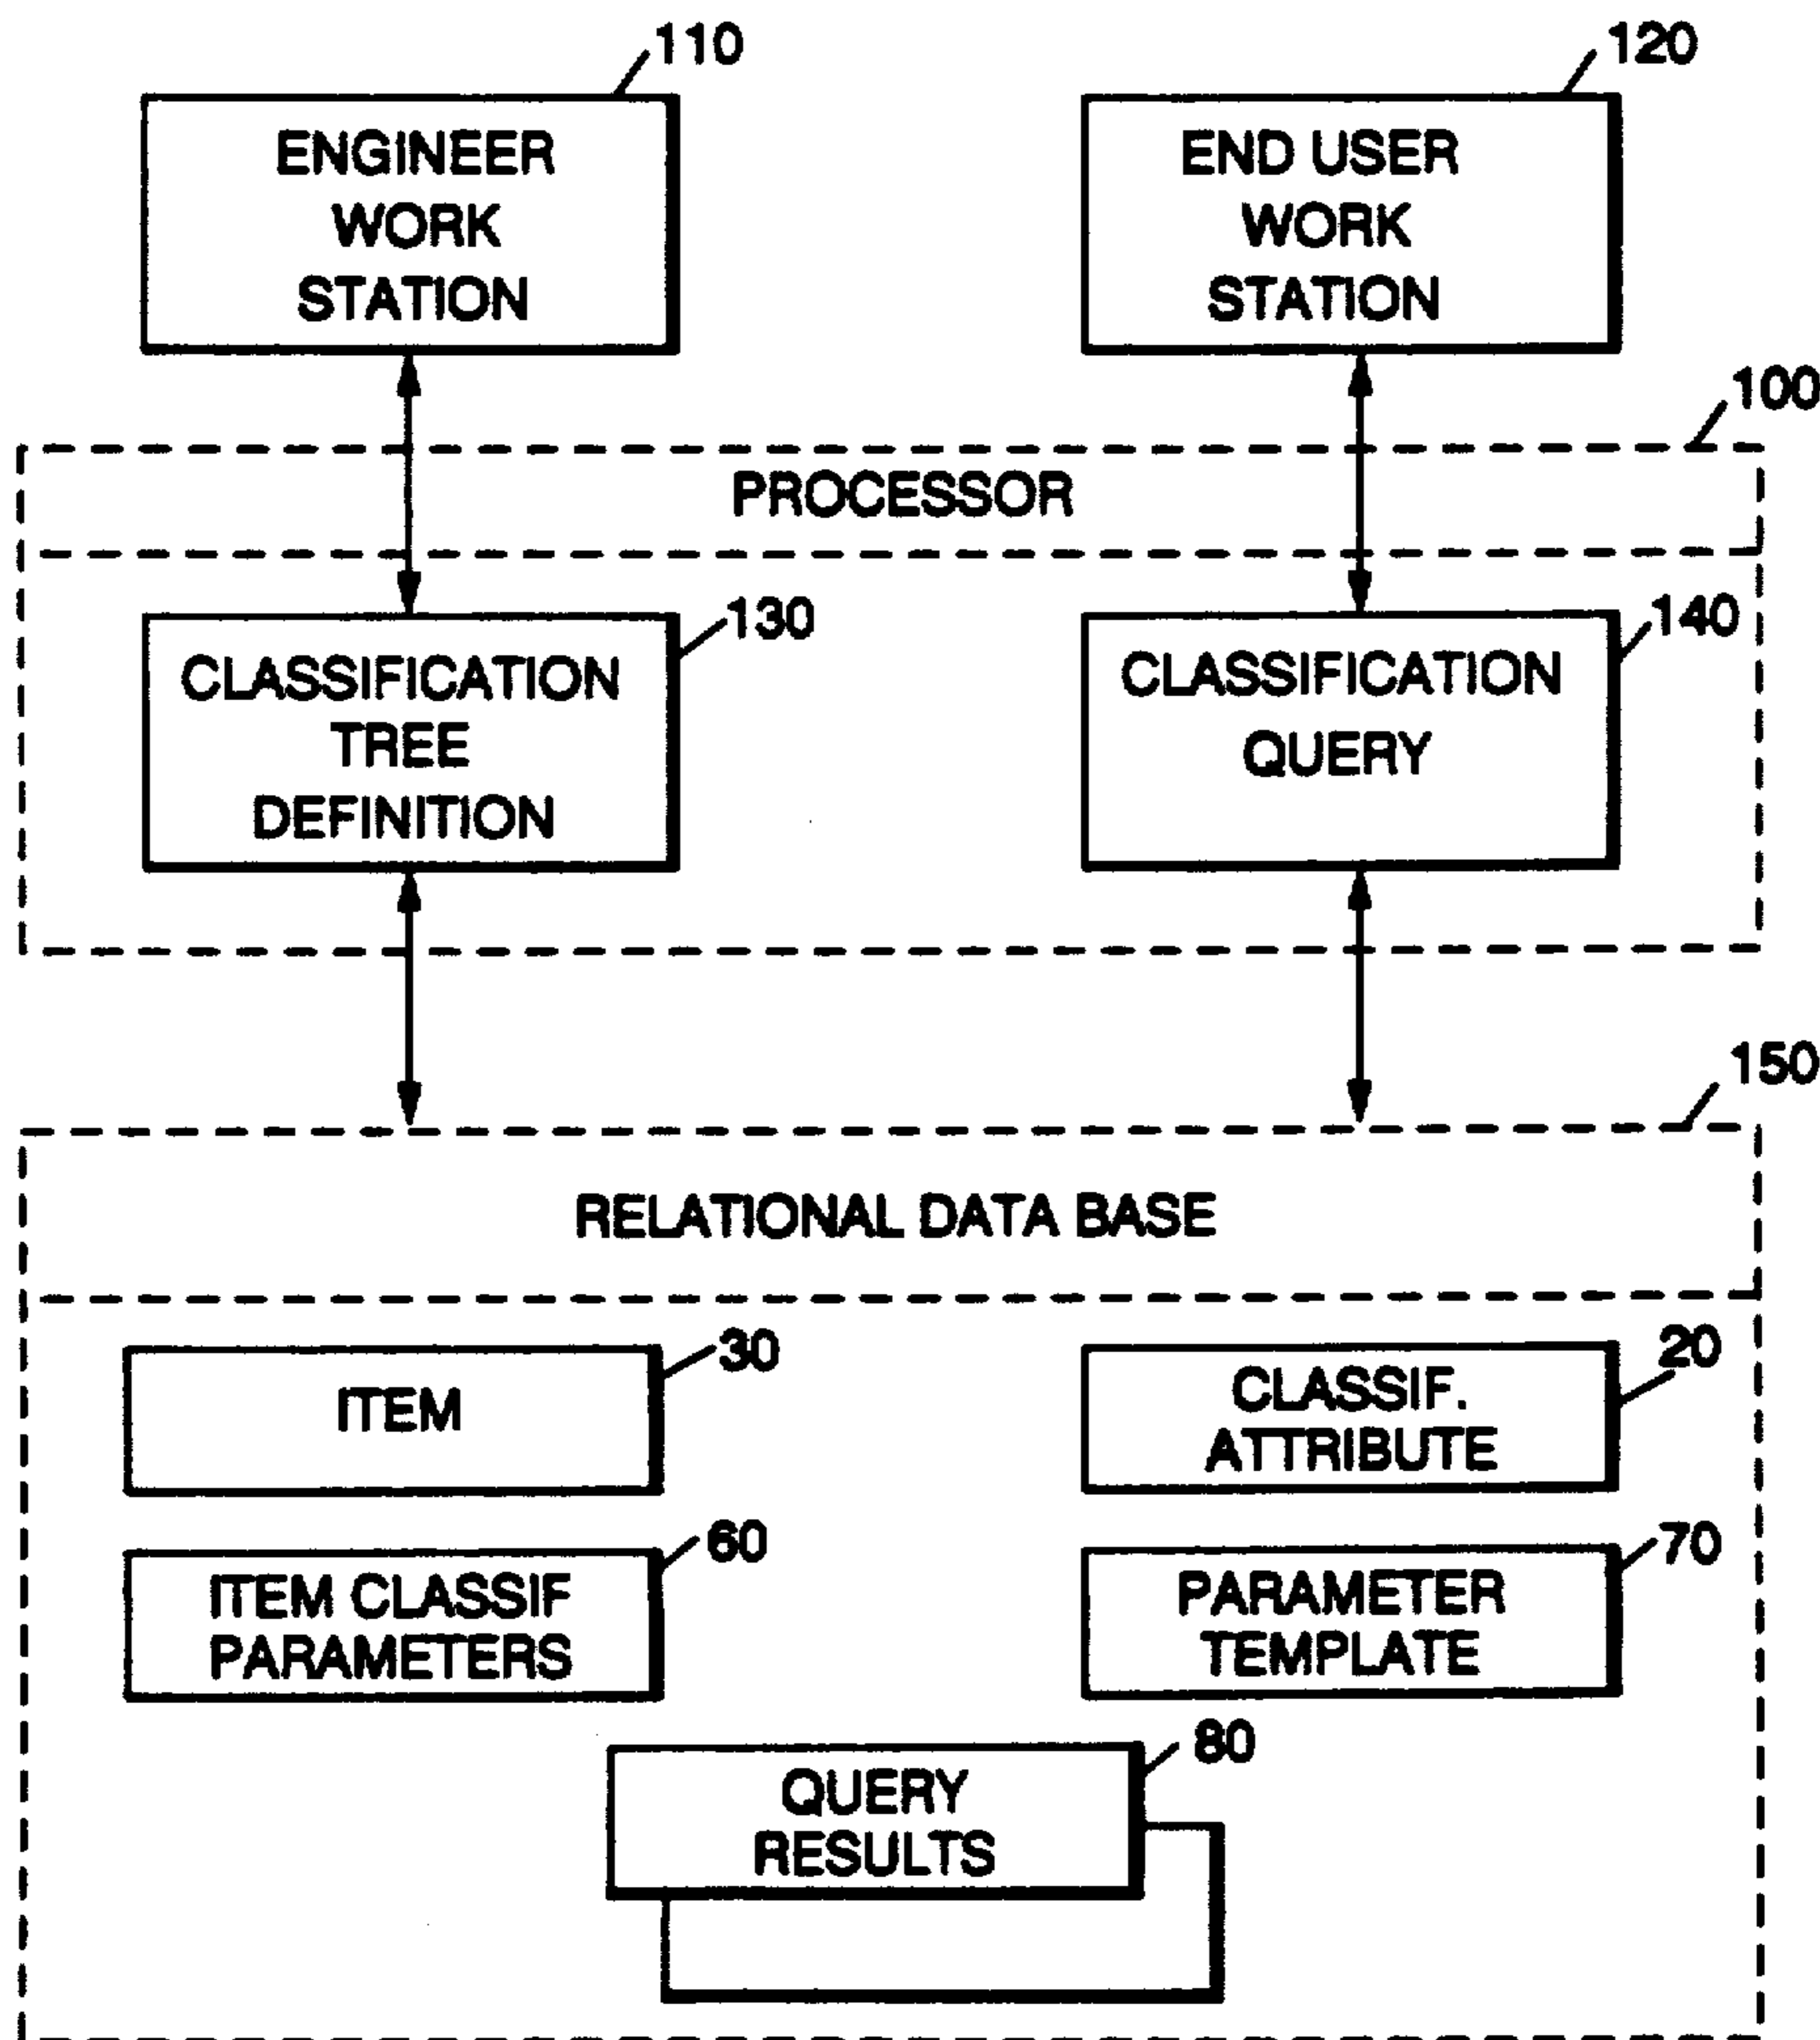 110
120
ENGINEER
WORK
STATION
END USER
WORK
STATION
100
PROCESSOR
130
140
CLASSIFICATION
TREE
DEFINITION
CLASSIFICATION
QUERY
150
RELATIONAL DATA BASE
30
20
ITEM
CLASSIF.
ATTRIBUTE
60
70
ITEM CLASSIF
PARAMETERS
PARAMETER
TEMPLATE
80
QUERY
RESULTS